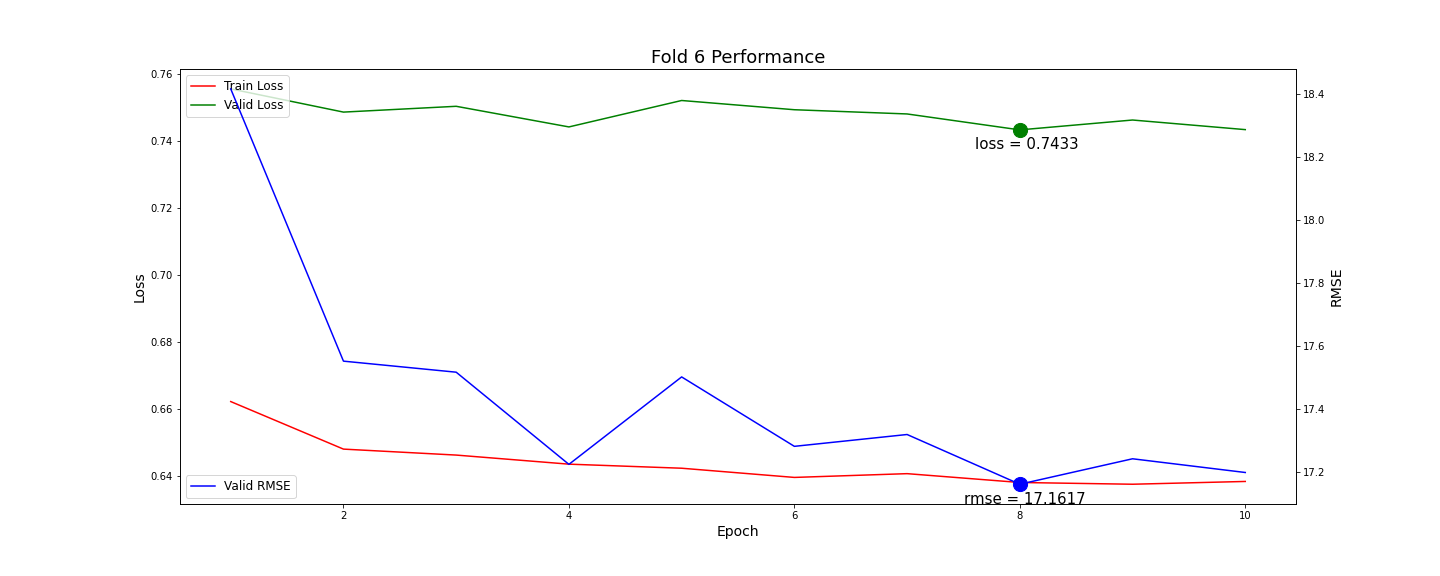 Fold 6 Performance
Train Loss
Valid Loss
Valid RMSE
loss = 0.7433
rmse = 17.1617
0.76
0.74
0.72
0.70
0.68
0.66
0.64
Loss
18.4
18.2
18.0
17.8
17.6
17.4
17.2
RMSE
2
4
6
8
10
Epoch